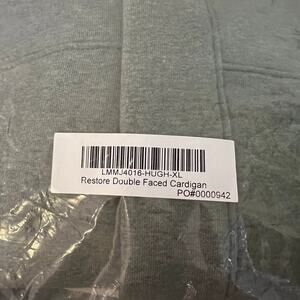 LMMJ4016-HUGH-XL
Restore Double Faced Cardigan
PO#0000942